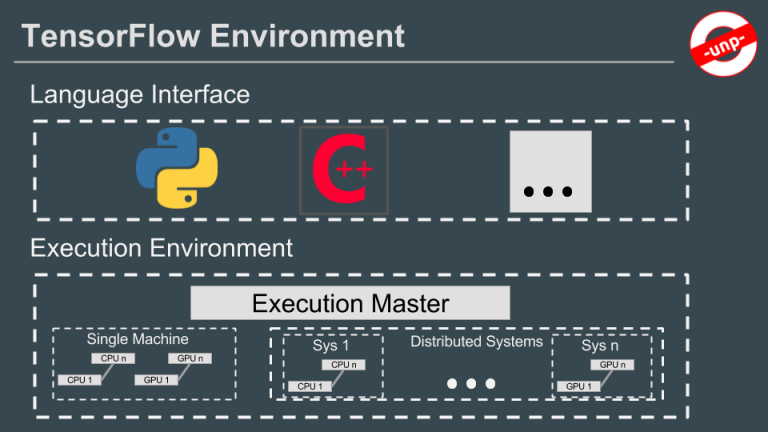 TensorFlow Environment
-unp-
Language Interface
C++
...
Execution Environment
Execution Master
Single Machine
CPU n
GPU n
CPU 1
GPU 1
Distributed Systems
Sys 1
CPU n
CPU 1
...
Sys n
GPU n
GPU 1